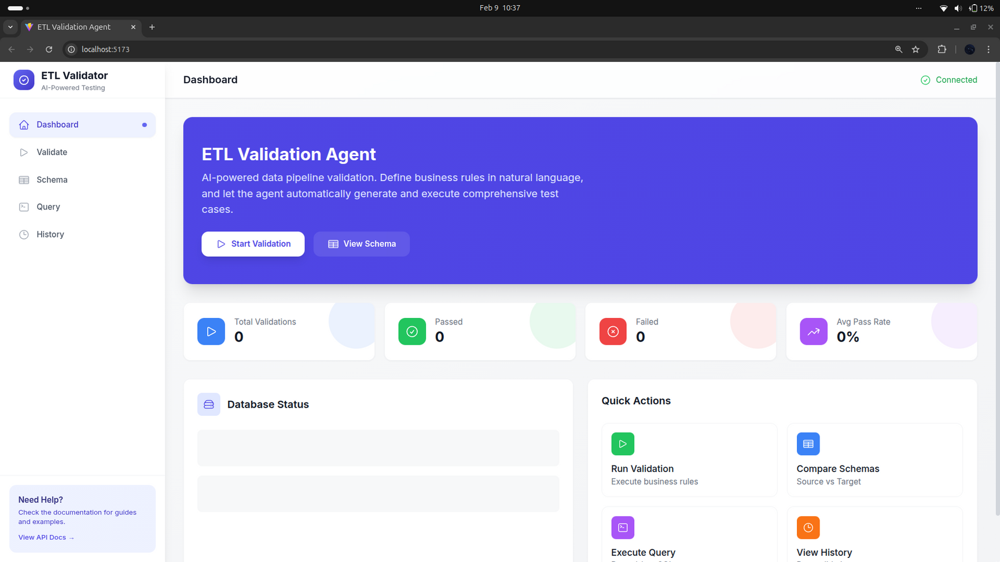 Feb 9 10:37
12%
ETL Validation Agent
localhost:5173
ETL Validator
AI-Powered Testing
Dashboard
Validate
Schema
Query
History
Need Help?
Check the documentation for guides
and examples.
View API Docs →
Dashboard
Connected
ETL Validation Agent
AI-powered data pipeline validation. Define business rules in natural language,
and let the agent automatically generate and execute comprehensive test
cases.
Start Validation
View Schema
Total Validations
0
Passed
0
Failed
0
Avg Pass Rate
0%
Database Status
Quick Actions
Run Validation
Execute business rules
Compare Schemas
Source vs Target
Execute Query
View History